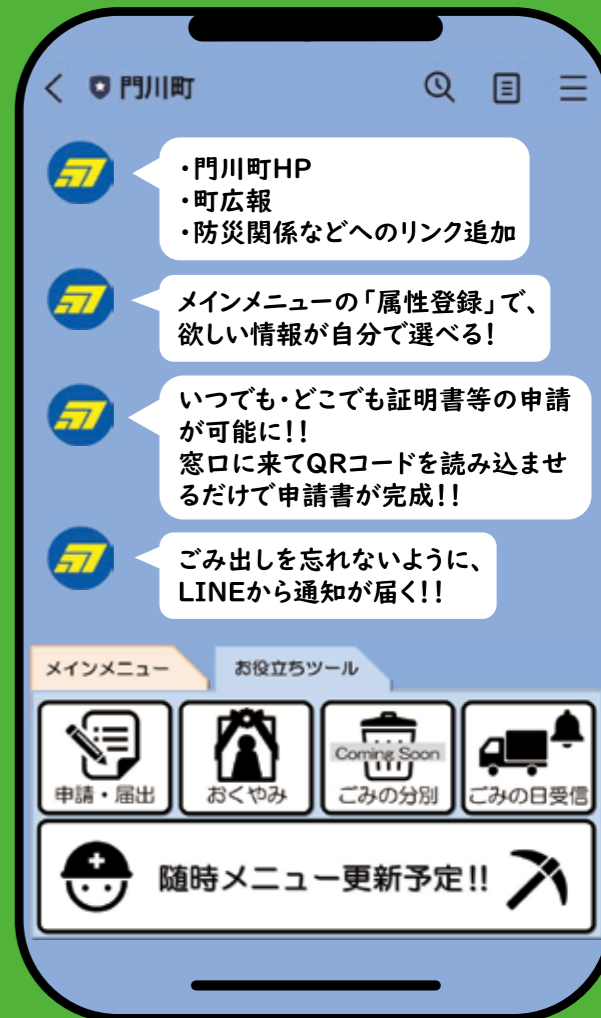 門川町
・門川町HP
・町広報
・防災関係などへのリンク追加
メインメニューの「属性登録」で、
欲しい情報が自分で選べる!
いつでも・どこでも証明書等の申請
が可能に!!
窓口に来てQRコードを読み込ませ
るだけで申請書が完成!!
ごみ出しを忘れないように、
LINEから通知が届く!!
メインメニュー
お役立ちツール
申請・届出
おくやみ
Coming Soon
ごみの分別
ごみの日受信
随時メニュー更新予定!!